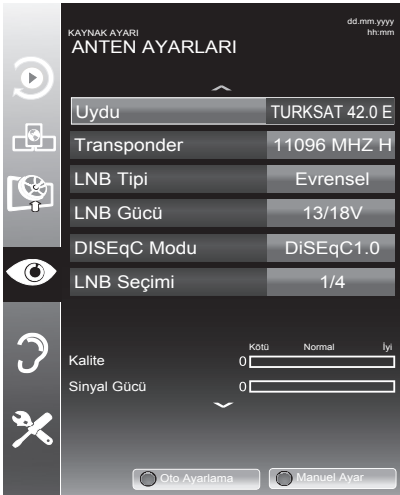 dd.mm.yyyy
hh:mm
KAYNAK AYARI
ANTEN AYARLARI
Uydu TURKSAT 42.0 E
Transponder 11096 MHZ H
LNB Tipi Evrensel
LNB Gücü 13/18V
DISEqC Modu DiSEqC1.0
LNB Seçimi 1/4
Kötü Normal İyi
Kalite 0
Sinyal Gücü 0
Oto Ayarlama Manuel Ayar